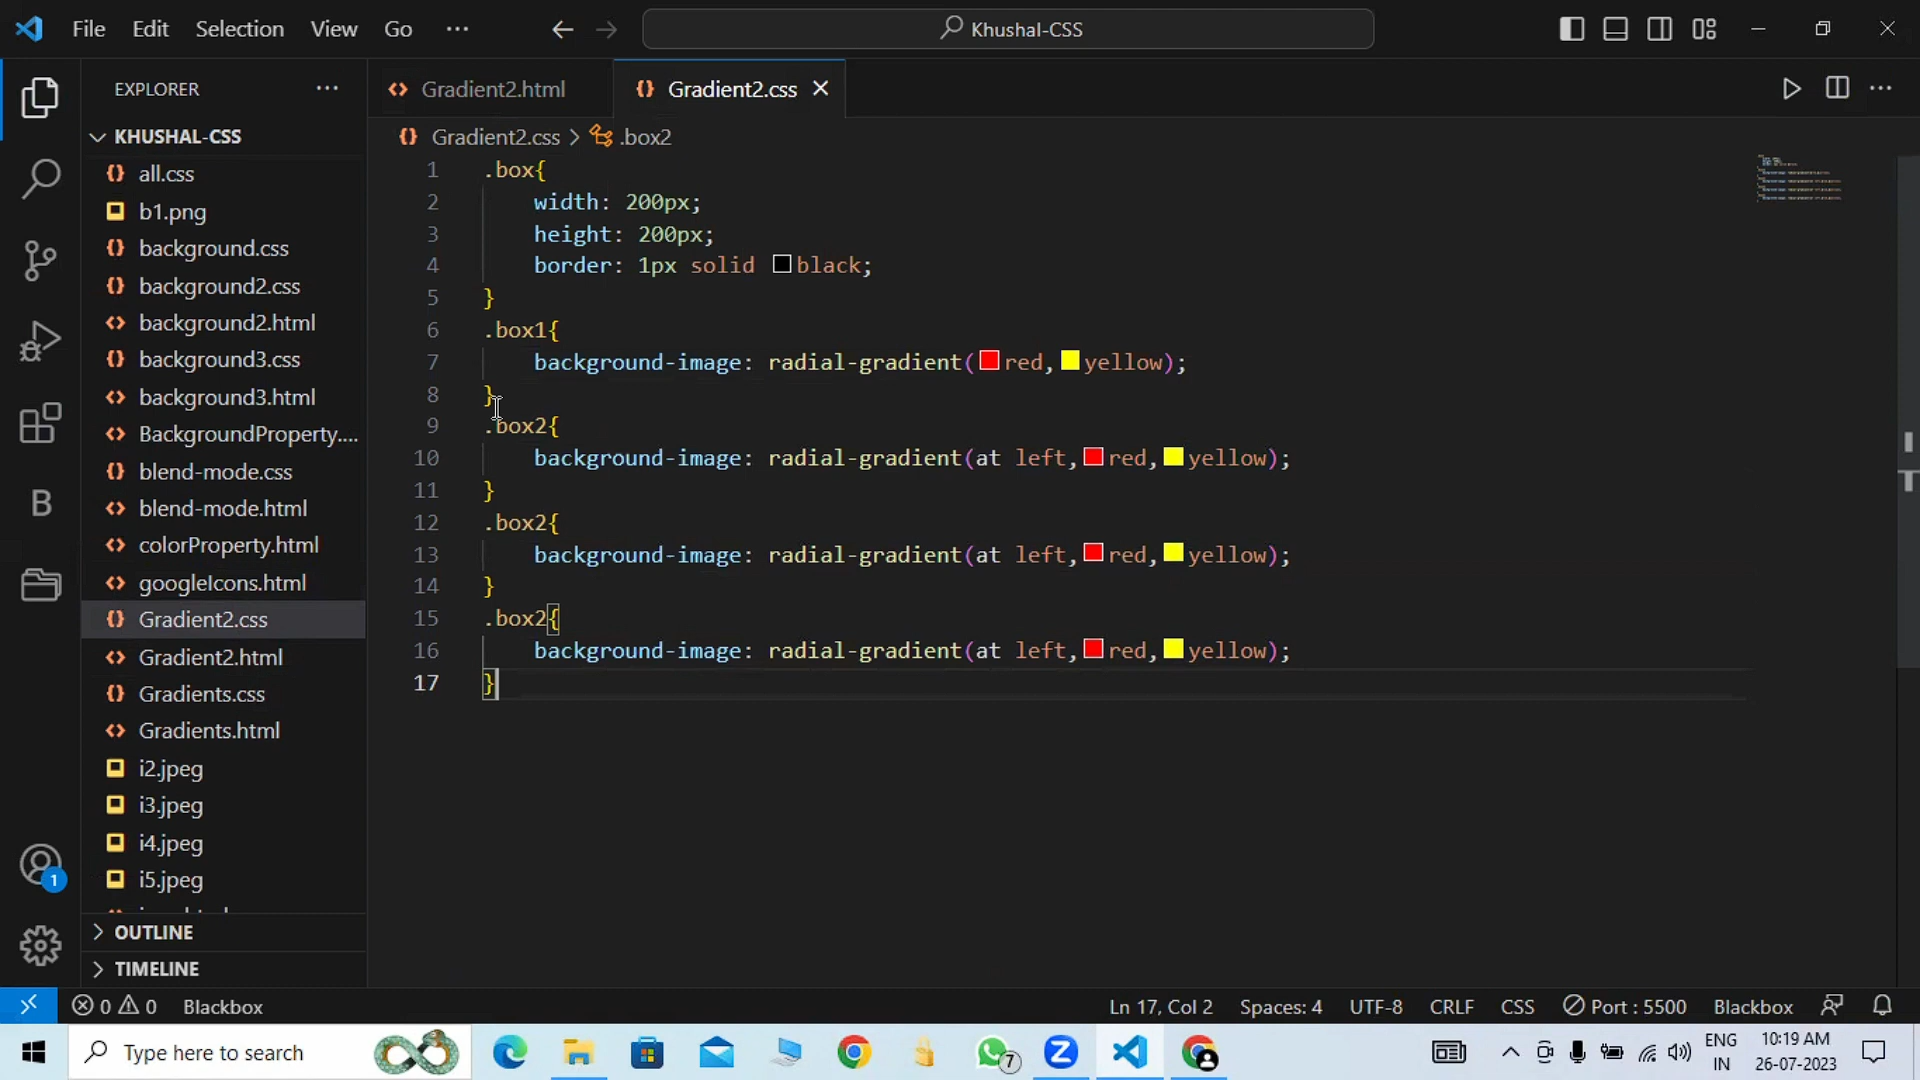 File Edit Selection View Go ··· Khushal-CSS
EXPLORER ···
Gradient2.html Gradient2.css
KHUSHAL-CSS
Gradient2.css > .box2
all.css
b1.png
background.css
background2.css
background2.html
background3.css
background3.html
BackgroundProperty....
blend-mode.css
blend-mode.html
colorProperty.html
googleIcons.html
Gradient2.css
Gradient2.html
Gradients.css
Gradients.html
i2.jpeg
i3.jpeg
i4.jpeg
i5.jpeg
OUTLINE
TIMELINE
B
1
1 .box{
2 width: 200px;
3 height: 200px;
4 border: 1px solid black;
5 }
6 .box1{
7 background-image: radial-gradient(red,yellow);
8 }
9 .box2{
10 background-image: radial-gradient(at left,red,yellow);
11 }
12 .box2{
13 background-image: radial-gradient(at left,red,yellow);
14 }
15 .box2{
16 background-image: radial-gradient(at left,red,yellow);
17 }
0 0 Blackbox Ln 17, Col 2 Spaces: 4 UTF-8 CRLF CSS Port : 5500 Blackbox
Type here to search 7 Z ENG 10:19 AM
IN 26-07-2023